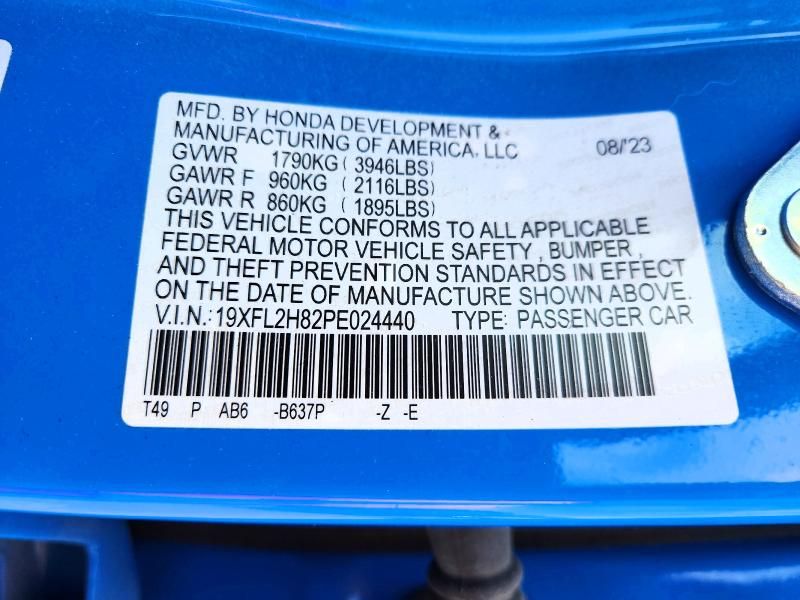 MFD. BY HONDA DEVELOPMENT &
MANUFACTURING OF AMERICA, LLC 08/'23
GVWR 1790KG ( 3946LBS)
GAWR F 960KG ( 2116LBS)
GAWR R 860KG ( 1895LBS)
THIS VEHICLE CONFORMS TO ALL APPLICABLE
FEDERAL MOTOR VEHICLE SAFETY , BUMPER ,
AND THEFT PREVENTION STANDARDS IN EFFECT
ON THE DATE OF MANUFACTURE SHOWN ABOVE.
V.I.N.:19XFL2H82PE024440 TYPE: PASSENGER CAR
T49 P AB6 -B637P -Z -E